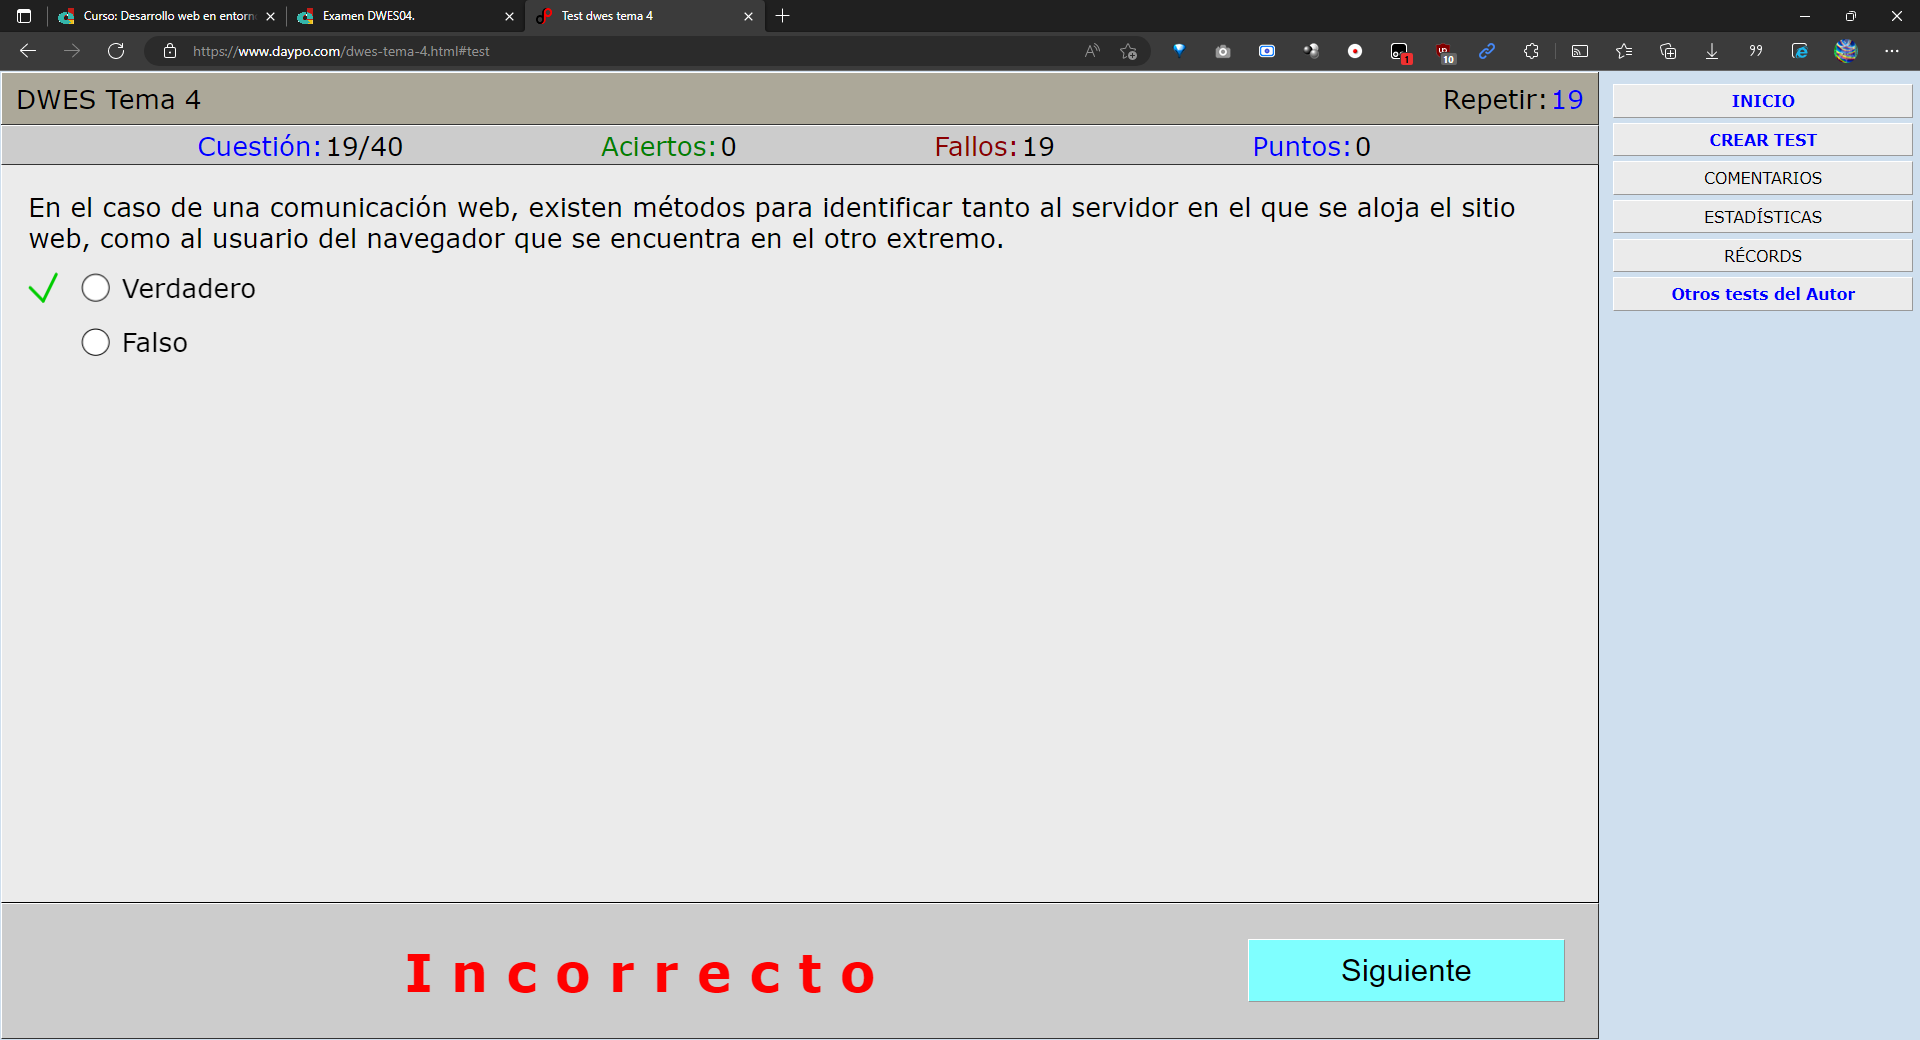 Curso: Desarrollo web en entorn
Examen DWES04.
Test dwes tema 4
https://www.daypo.com/dwes-tema-4.html#test
1
10
DWES Tema 4
Repetir: 19
Cuestión: 19/40
Aciertos: 0
Fallos: 19
Puntos: 0
En el caso de una comunicación web, existen métodos para identificar tanto al servidor en el que se aloja el sitio
web, como al usuario del navegador que se encuentra en el otro extremo.
Verdadero
Falso
Incorrecto
Siguiente
INICIO
CREAR TEST
COMENTARIOS
ESTADÍSTICAS
RÉCORDS
Otros tests del Autor